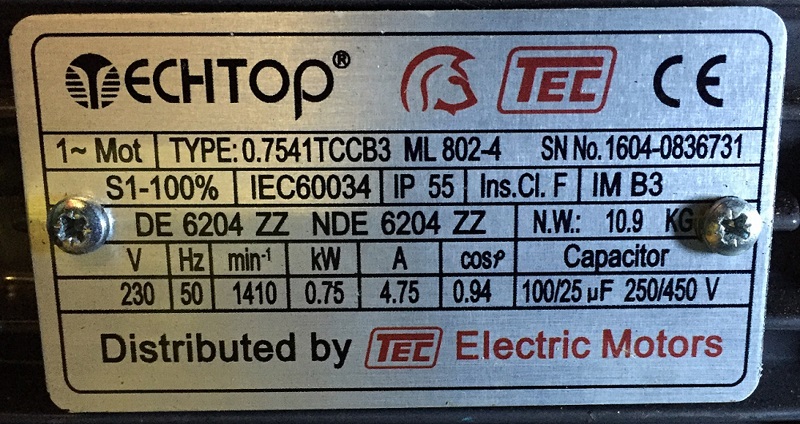 TECHTOP® TEC CE
1~ Mot TYPE: 0.7541TCCB3 ML 802-4 SN No. 1604-0836731
S1-100% IEC60034 IP 55 Ins.Cl. F IM B3
DE 6204 ZZ NDE 6204 ZZ N.W.: 10.9 KG
V Hz min-¹ kW A cosφ Capacitor
230 50 1410 0.75 4.75 0.94 100/25 µF 250/450 V
Distributed by TEC Electric Motors